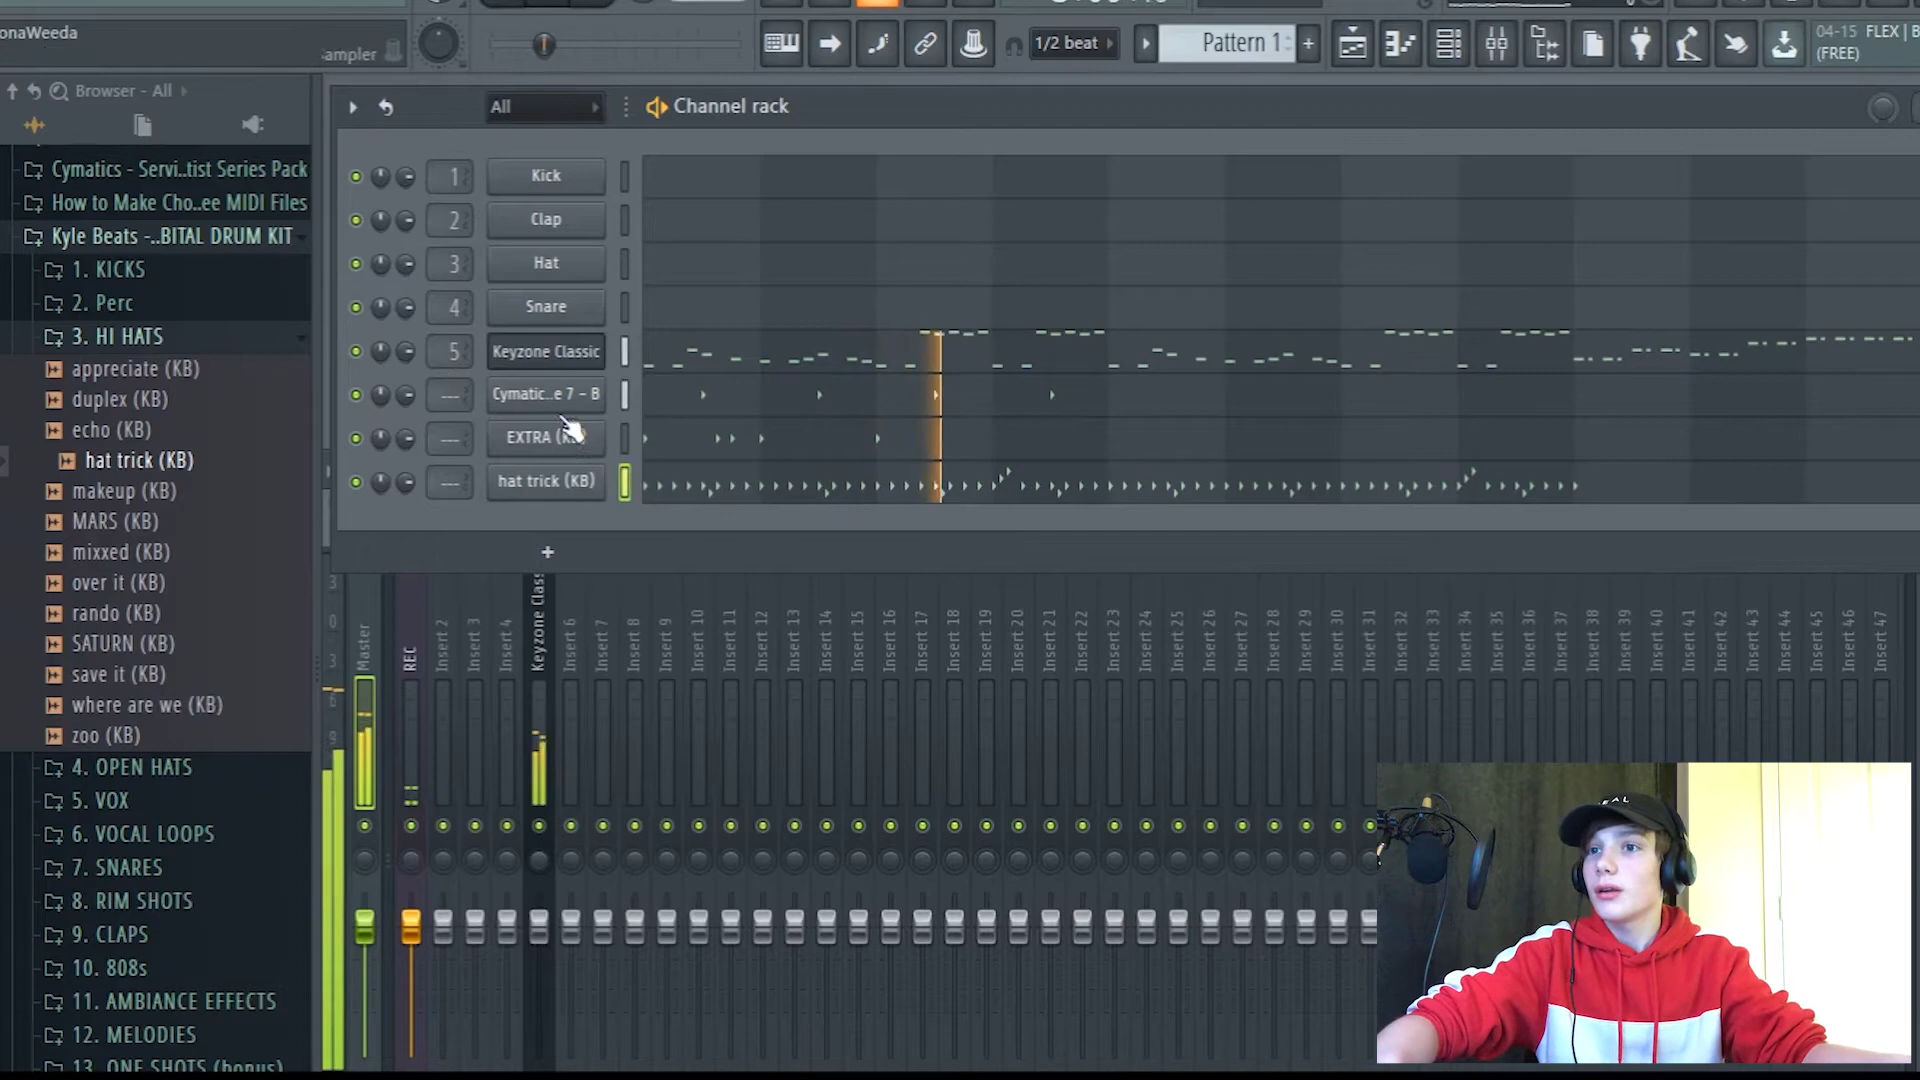 onaWeeda
ampler
1/2 beat
Pattern 1
+
04-15 FLEX | B
(FREE)
Browser - All
Cymatics - Servi..tist Series Pack
How to Make Cho..ee MIDI Files
Kyle Beats -..BITAL DRUM KIT
1. KICKS
2. Perc
3. HI HATS
appreciate (KB)
duplex (KB)
echo (KB)
hat trick (KB)
makeup (KB)
MARS (KB)
mixxed (KB)
over it (KB)
rando (KB)
SATURN (KB)
save it (KB)
where are we (KB)
zoo (KB)
4. OPEN HATS
5. VOX
6. VOCAL LOOPS
7. SNARES
8. RIM SHOTS
9. CLAPS
10. 808s
11. AMBIANCE EFFECTS
12. MELODIES
13. ONE SHOTS (bonus)
All
Channel rack
1 Kick
2 Clap
3 Hat
4 Snare
5 Keyzone Classic
--- Cymatic..e 7 - B
--- EXTRA (
--- hat trick (KB)
+
3
0
3
6
9
Master
REC
Insert 2
Insert 3
Insert 4
Keyzone Clas
Insert 6
Insert 7
Insert 8
Insert 9
Insert 10
Insert 11
Insert 12
Insert 13
Insert 14
Insert 15
Insert 16
Insert 17
Insert 18
Insert 19
Insert 20
Insert 21
Insert 22
Insert 23
Insert 24
Insert 25
Insert 26
Insert 27
Insert 28
Insert 29
Insert 30
Insert 31
Insert 32
Insert 33
Insert 34
Insert 35
Insert 36
Insert 37
Insert 38
Insert 39
Insert 40
Insert 41
Insert 42
Insert 43
Insert 44
Insert 45
Insert 46
Insert 47
EAL